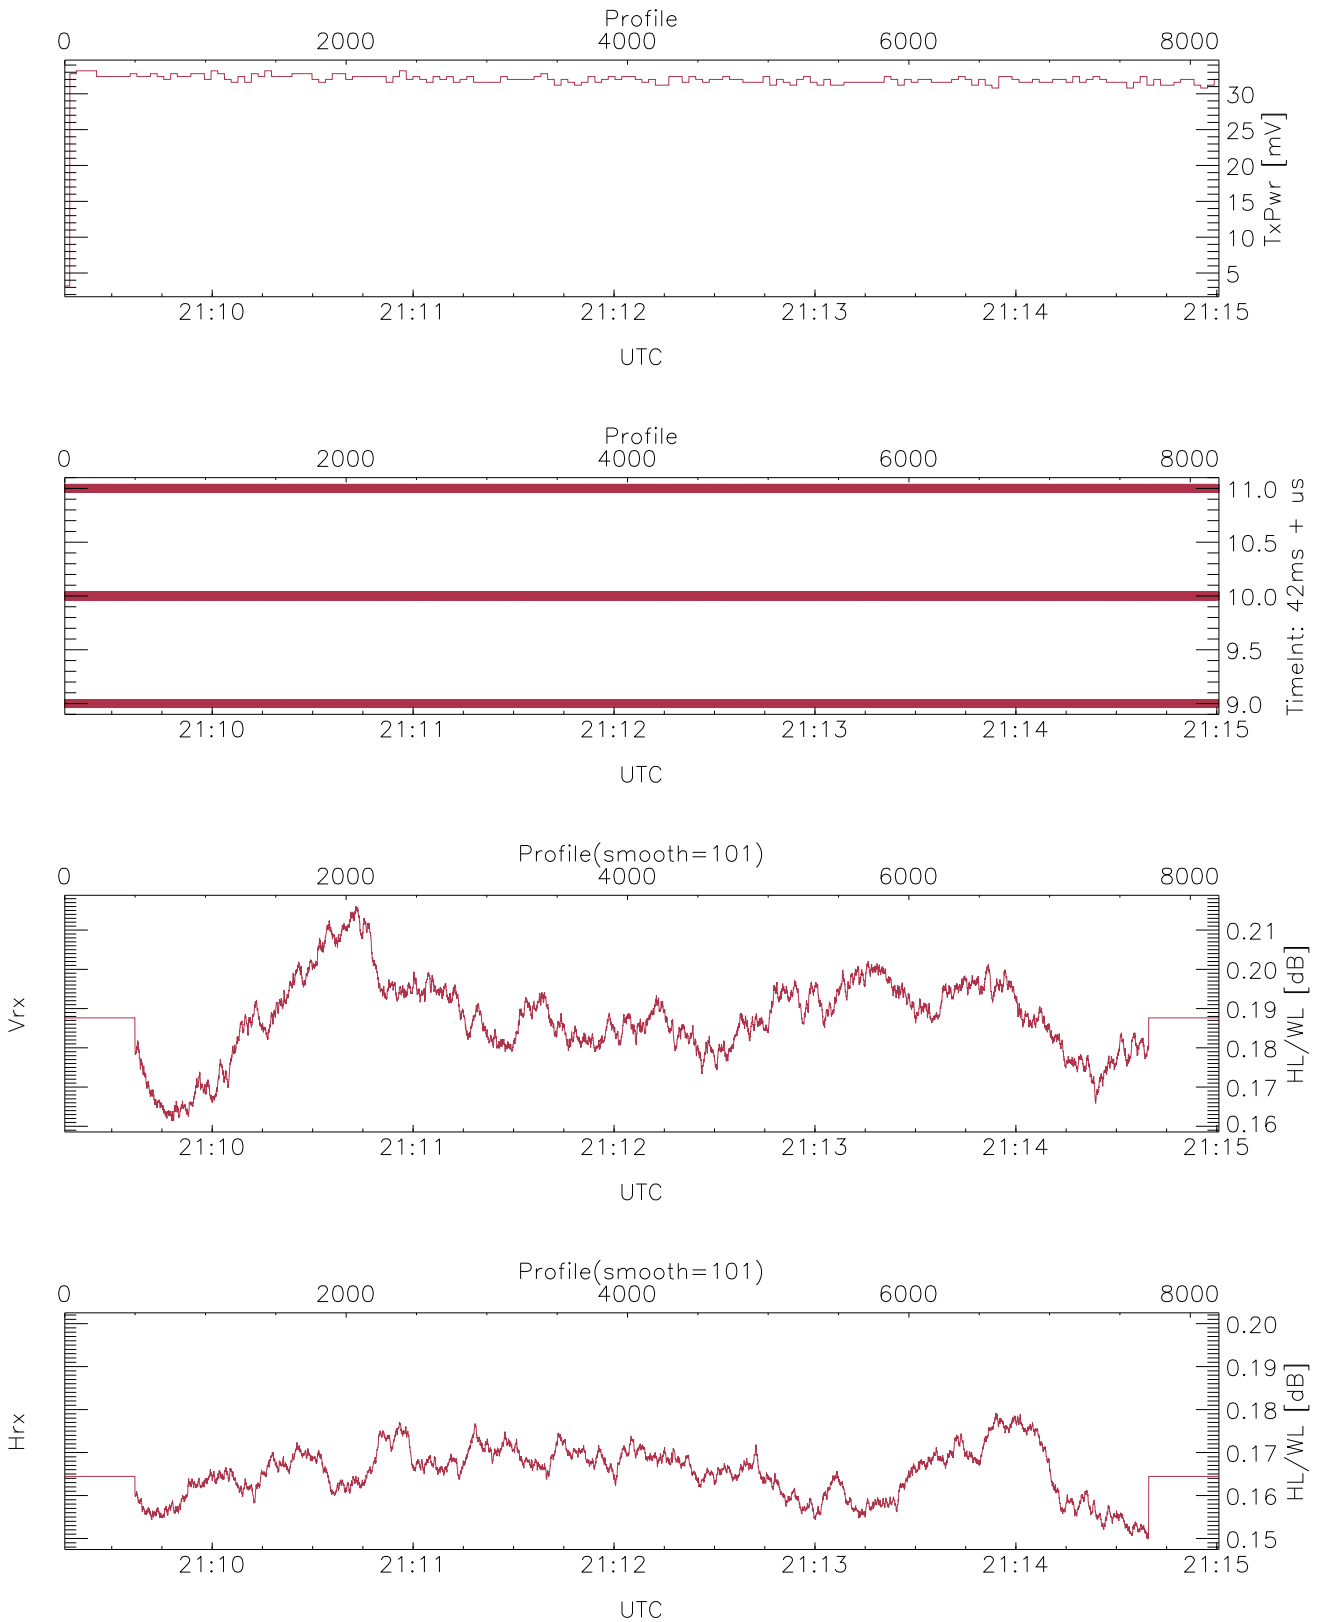 Profile
0 2000 4000 6000 8000
30
25
20
15
10
5
TxPwr [mV]
21:10 21:11 21:12 21:13 21:14 21:15
UTC
Profile
0 2000 4000 6000 8000
11.0
10.5
10.0
9.5
9.0
TimeInt: 42ms + us
21:10 21:11 21:12 21:13 21:14 21:15
UTC
Profile(smooth=101)
0 2000 4000 6000 8000
Vrx
0.21
0.20
0.19
0.18
0.17
0.16
HL/WL [dB]
21:10 21:11 21:12 21:13 21:14 21:15
UTC
Profile(smooth=101)
0 2000 4000 6000 8000
Hrx
0.20
0.19
0.18
0.17
0.16
0.15
HL/WL [dB]
21:10 21:11 21:12 21:13 21:14 21:15
UTC